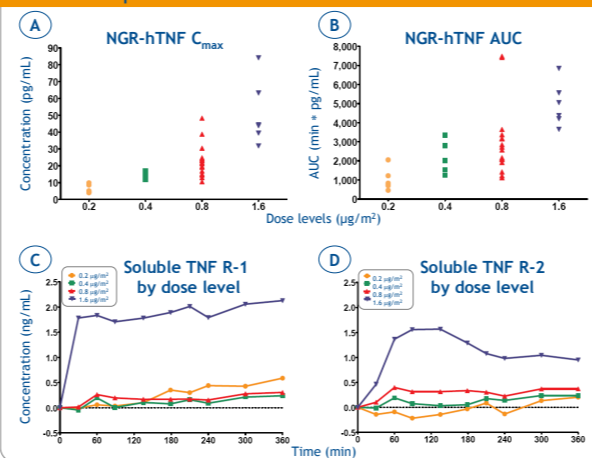 A
NGR-hTNF Cmax
Concentration (pg/mL)
90
80
70
60
50
40
30
20
10
0
0.2
0.4
0.8
1.6
B
NGR-hTNF AUC
AUC (min * pg/mL)
8,000
7,000
6,000
5,000
4,000
3,000
2,000
1,000
0
0.2
0.4
0.8
1.6
Dose levels (µg/m²)
C
Soluble TNF R-1
by dose level
0.2 µg/m²
0.4 µg/m²
0.8 µg/m²
1.6 µg/m²
Concentration (ng/mL)
2.5
2.0
1.5
1.0
0.5
0.0
-0.5
0
60
120
180
240
300
360
D
Soluble TNF R-2
by dose level
0.2 µg/m²
0.4 µg/m²
0.8 µg/m²
1.6 µg/m²
2.5
2.0
1.5
1.0
0.5
0.0
-0.5
0
60
120
180
240
300
360
Time (min)